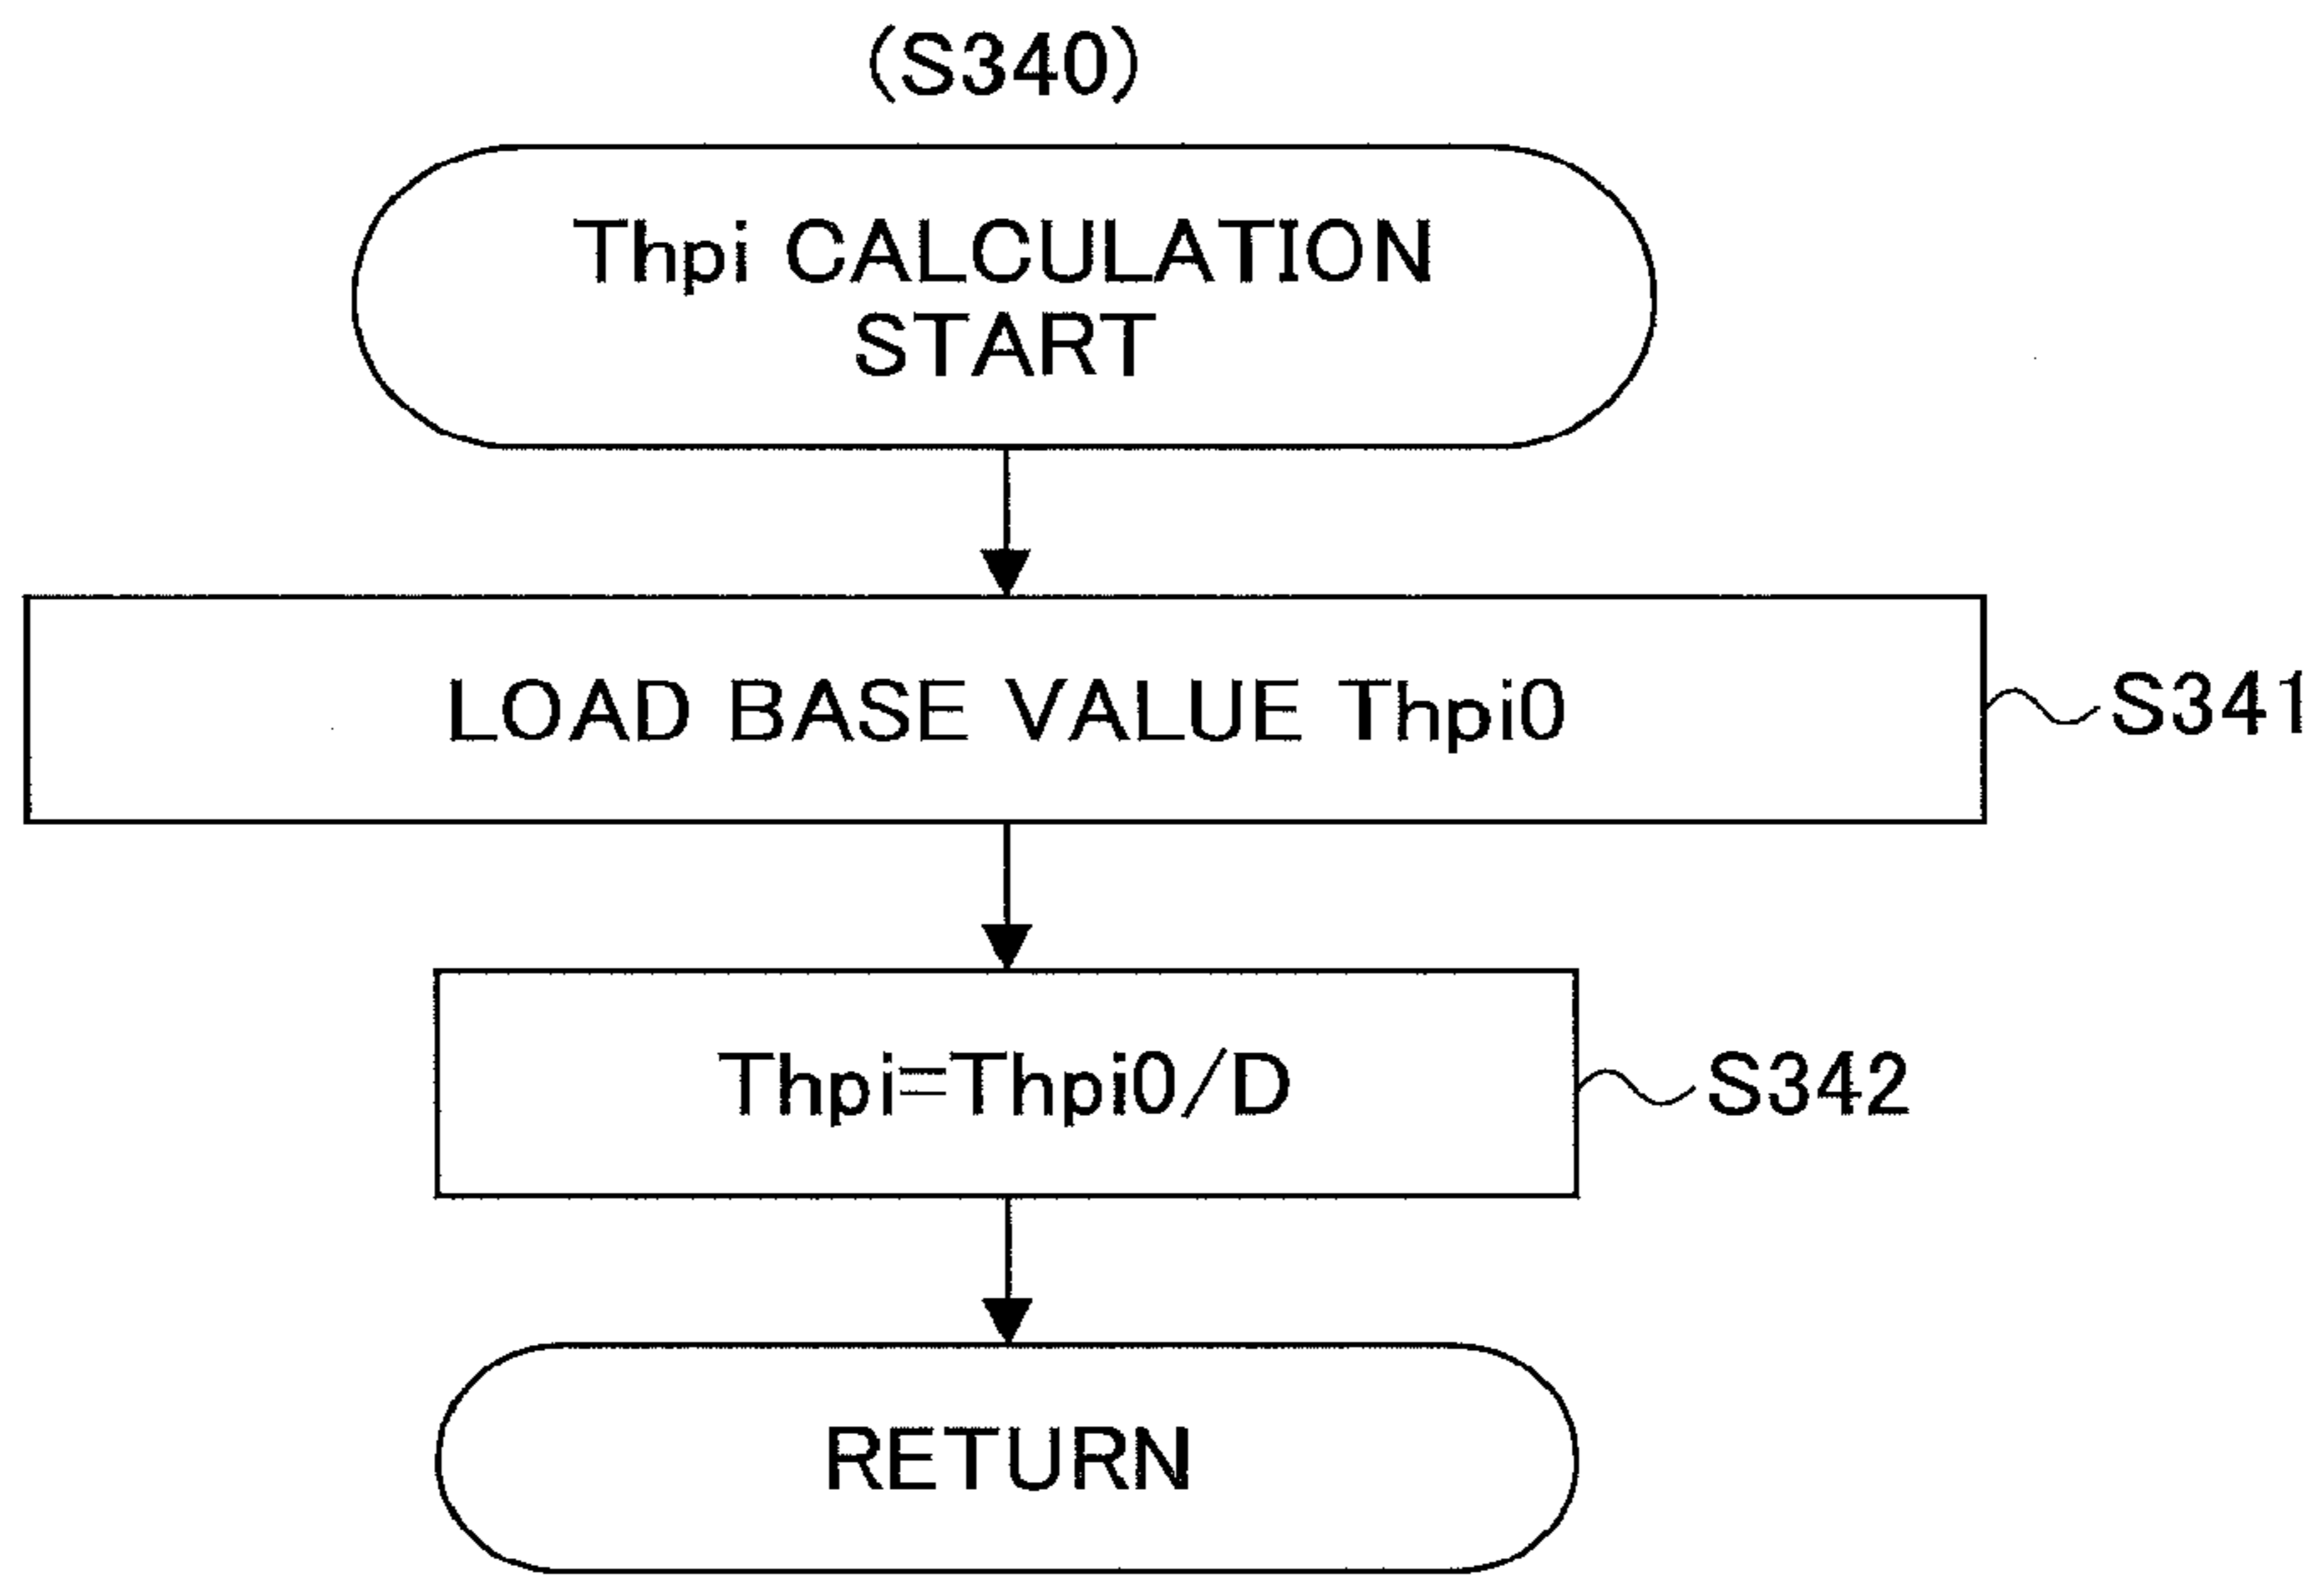 (S340)
Thpi CALCULATION
START
LOAD BASE VALUE Thpi0
S341
Thpi=Thpi0/D
S342
RETURN